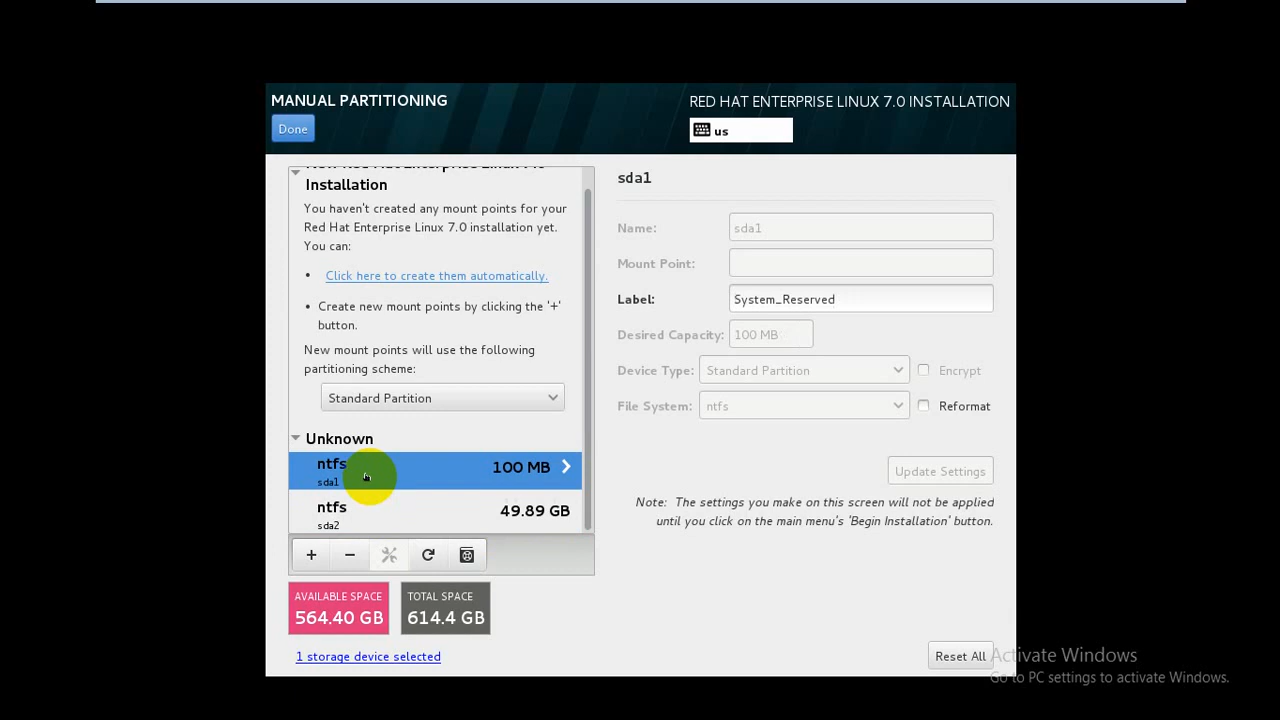 MANUAL PARTITIONING
RED HAT ENTERPRISE LINUX 7.0 INSTALLATION
Done
us
Installation
You haven't created any mount points for your
Red Hat Enterprise Linux 7.0 installation yet.
You can:
• Click here to create them automatically.
• Create new mount points by clicking the '+'
button.
New mount points will use the following
partitioning scheme:
Standard Partition
Unknown
ntfs
sda1
100 MB
ntfs
sda2
49.89 GB
AVAILABLE SPACE
564.40 GB
TOTAL SPACE
614.4 GB
1 storage device selected
sda1
Name: sda1
Mount Point:
Label: System_Reserved
Desired Capacity: 100 MB
Device Type: Standard Partition Encrypt
File System: ntfs Reformat
Update Settings
Note: The settings you make on this screen will not be applied
until you click on the main menu's 'Begin Installation' button.
Reset All
Activate Windows
Go to PC settings to activate Windows.